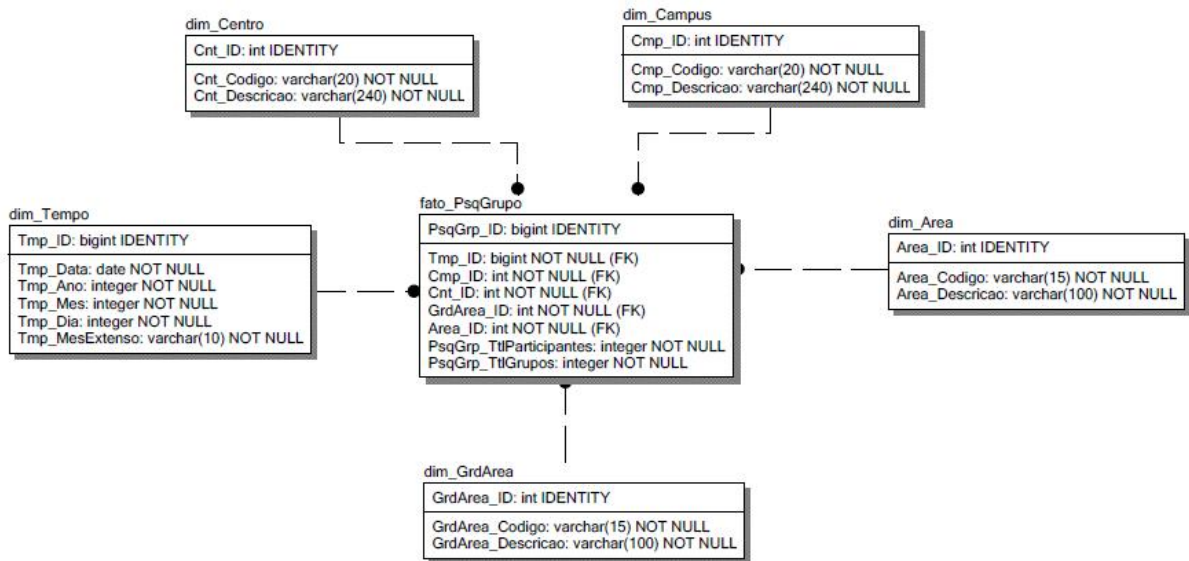 dim_Centro
Cnt_ID: int IDENTITY
Cnt_Codigo: varchar(20) NOT NULL
Cnt_Descricao: varchar(240) NOT NULL
dim_Campus
Cmp_ID: int IDENTITY
Cmp_Codigo: varchar(20) NOT NULL
Cmp_Descricao: varchar(240) NOT NULL
dim_Tempo
Tmp_ID: bigint IDENTITY
Tmp_Data: date NOT NULL
Tmp_Ano: integer NOT NULL
Tmp_Mes: integer NOT NULL
Tmp_Dia: integer NOT NULL
Tmp_MesExtenso: varchar(10) NOT NULL
fato_PsqGrupo
PsqGrp_ID: bigint IDENTITY
Tmp_ID: bigint NOT NULL (FK)
Cmp_ID: int NOT NULL (FK)
Cnt_ID: int NOT NULL (FK)
GrdArea_ID: int NOT NULL (FK)
Area_ID: int NOT NULL (FK)
PsqGrp_TtlParticipantes: integer NOT NULL
PsqGrp_TtlGrupos: integer NOT NULL
dim_Area
Area_ID: int IDENTITY
Area_Codigo: varchar(15) NOT NULL
Area_Descricao: varchar(100) NOT NULL
dim_GrdArea
GrdArea_ID: int IDENTITY
GrdArea_Codigo: varchar(15) NOT NULL
GrdArea_Descricao: varchar(100) NOT NULL